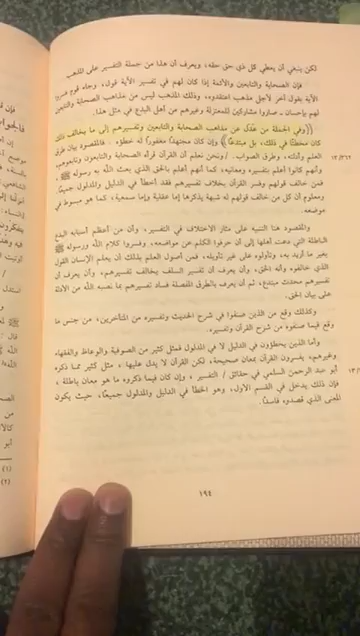 لكن ينبغي أن يعطي كل ذي حق حقه، ويعرف أن هذا من جملة التفسير على المذهب
فإن الصحابة والتابعين والأئمة إذا كان لهم في تفسير الآية قول، وجاء قوم فسروا
الآية بقول آخر لأجل مذهب اعتقدوه، وذلك المذهب ليس من مذاهب الصحابة والتابعين
لهم بإحسان، صاروا مشاركين للمعتزلة وغيرهم من أهل البدع في مثل هذا.
((وفي الجملة من عدل عن مذاهب الصحابة والتابعين وتفسيرهم إلى ما يخالف ذلك
كان مخطئًا في ذلك، بل مبتدعًا)) وإن كان مجتهدًا مغفورًا له خطؤه. فالمقصود بيان طرق
العلم وأدلته، وطرق الصواب. / ونحن نعلم أن القرآن قرأه الصحابة والتابعون وتابعوهم،
وأنهم كانوا أعلم بتفسيره ومعانيه، كما أنهم أعلم بالحق الذي بعث الله به رسوله ﷺ،
فمن خالف قولهم وفسر القرآن بخلاف تفسيرهم فقد أخطأ في الدليل والمدلول جميعًا.
ومعلوم أن كل من خالف قولهم له شبهة يذكرها إما عقلية وإما سمعية، كما هو مبسوط في
موضعه.
والمقصود هنا التنبيه على مثار الاختلاف في التفسير، وأن من أعظم أسبابه البدع
الباطلة التي دعت أهلها إلى أن حرفوا الكلم عن مواضعه، وفسروا كلام الله ورسوله ﷺ
بغير ما أريد به، وتأولوه على غير تأويله، فمن أصول العلم بذلك أن يعلم الإنسان القول
الذي خالفوه وأنه الحق، وأن يعرف أن تفسير السلف يخالف تفسيرهم، وأن يعرف أن
تفسيرهم محدث مبتدع، ثم أن يعرف بالطرق المفصلة فساد تفسيرهم بما نصبه الله من الأدلة
على بيان الحق.
وكذلك وقع من الذين صنفوا في شرح الحديث وتفسيره من المتأخرين، من جنس ما
وقع فيما صنفوه من شرح القرآن وتفسيره.
وأما الذين يخطؤون في الدليل لا في المدلول فمثل كثير من الصوفية والوعاظ والفقهاء
وغيرهم، يفسرون القرآن بمعان صحيحة، لكن القرآن لا يدل عليها، مثل كثير مما ذكره
أبو عبد الرحمن السلمي في حقائق / التفسير، وإن كان فيما ذكروه ما هو معان باطلة،
فإن ذلك يدخل في القسم الأول، وهو الخطأ في الدليل والمدلول جميعًا، حيث يكون
المعنى الذي قصدوه فاسدًا.
١٩٤